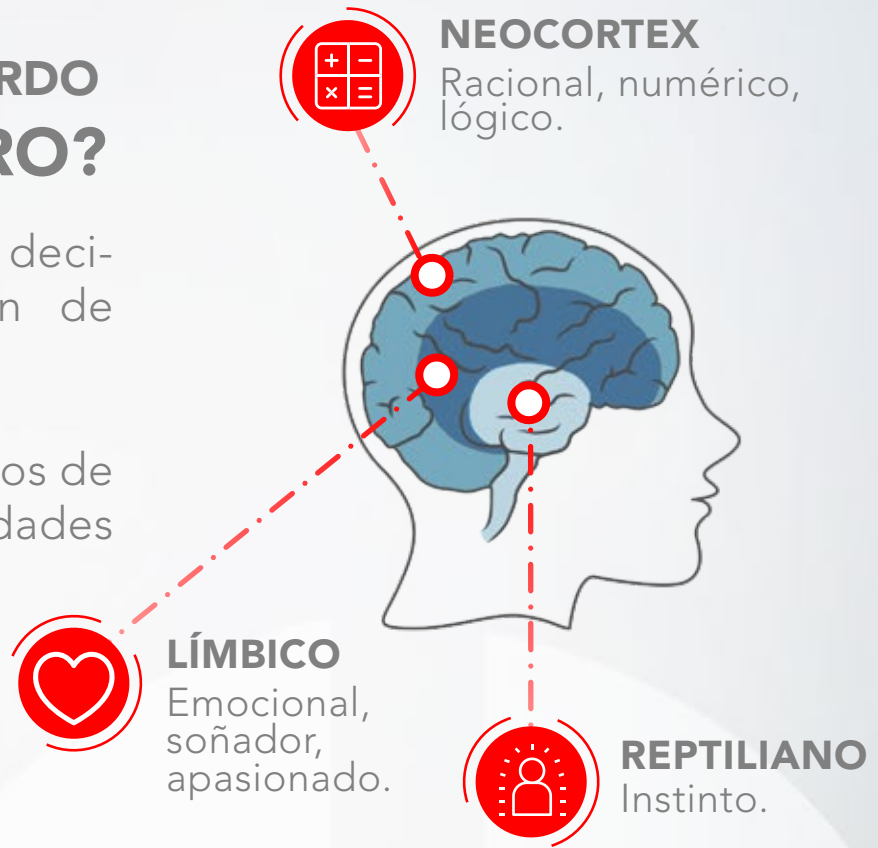 RDO
RO?
deci-
n de
os de
dades
NEOCORTEX
Racional, numérico,
lógico.
LÍMBICO
Emocional,
soñador,
apasionado.
REPTILIANO
Instinto.